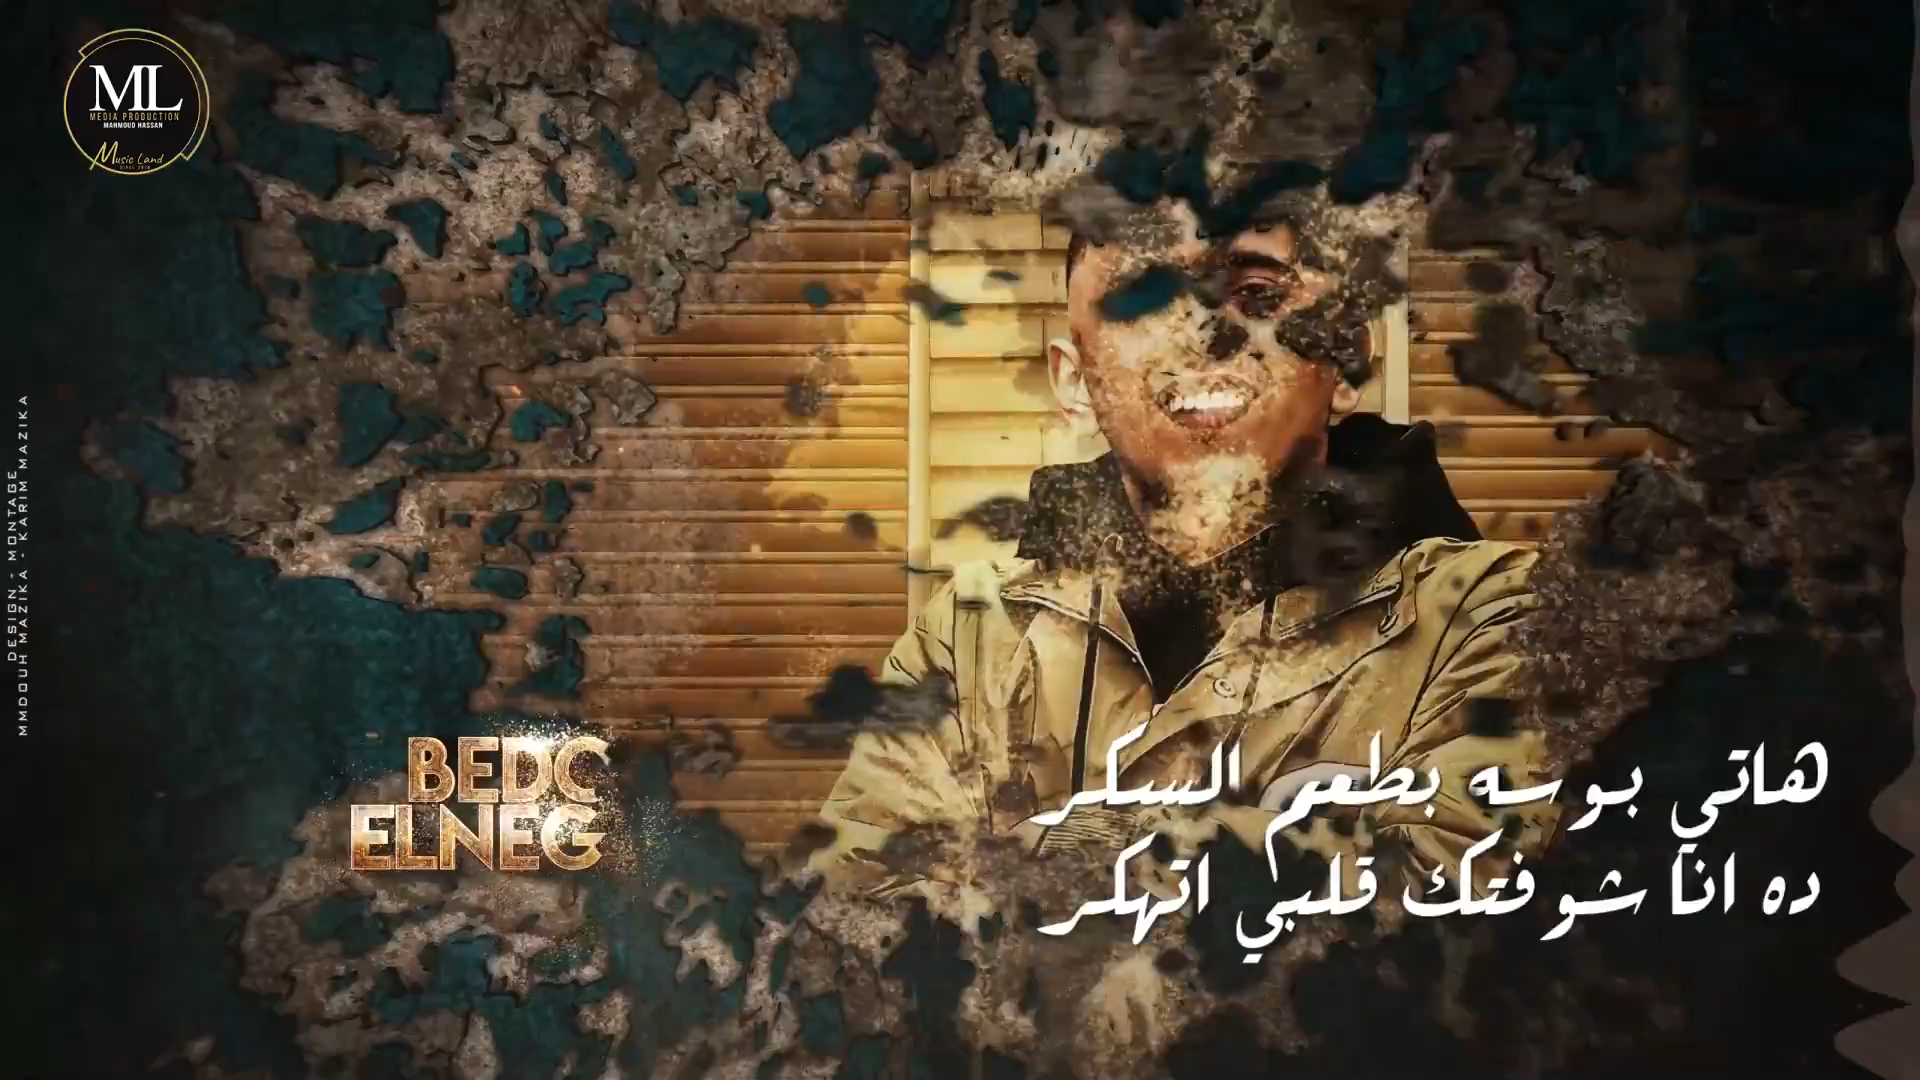 ML
MEDIA PRODUCTION
MAHMOUD HASSAN
Music Land
DESIGN - MONTAGE
MMDOUH MAZIKA - KARIM MAZIKA
BEDO
ELNEG
هاتي بوسه بطعم السكر
ده انا شوفتك قلبي اتهكر